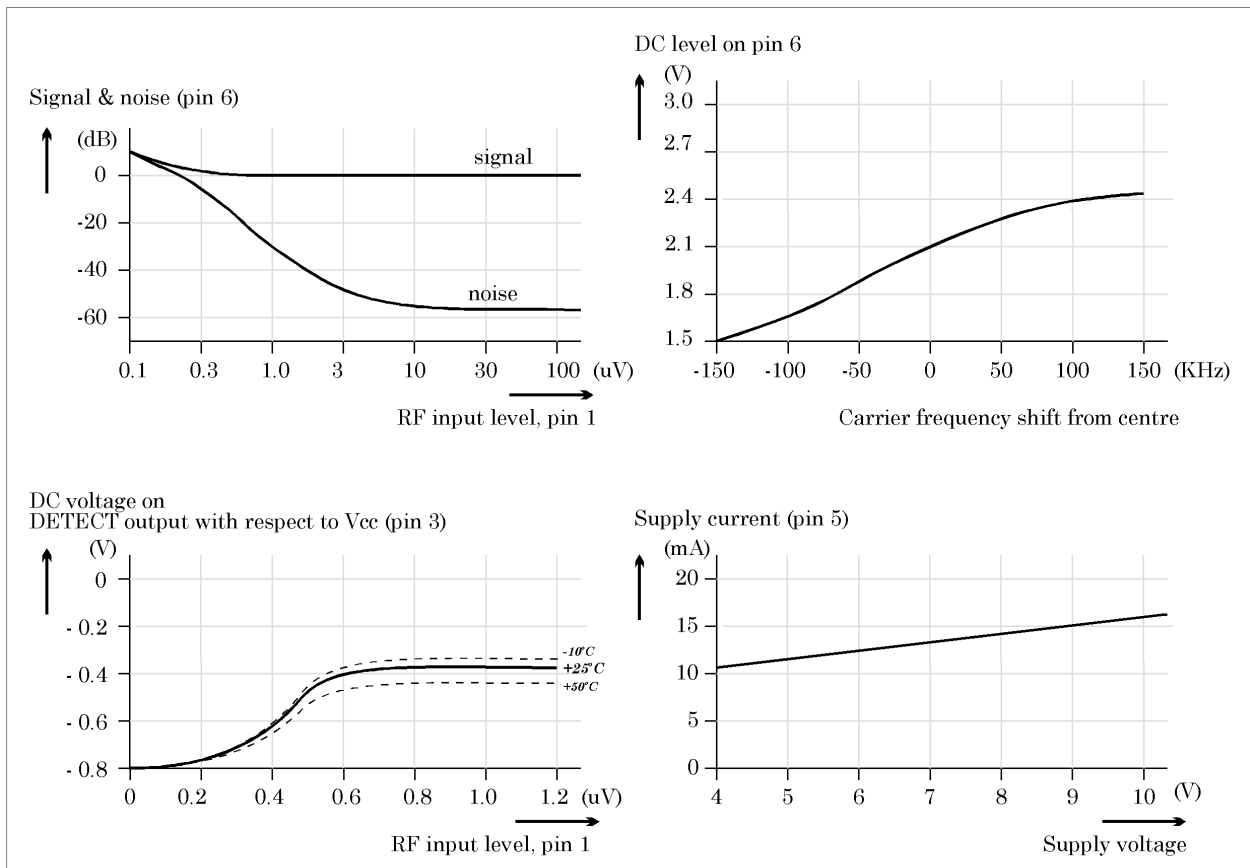 Signal & noise (pin 6)
(dB)
0
-20
-40
-60
signal
noise
0.1 0.3 1.0 3 10 30 100 (uV)
RF input level, pin 1
DC level on pin 6
(V)
3.0
2.7
2.4
2.1
1.8
1.5
-150 -100 -50 0 50 100 150 (KHz)
Carrier frequency shift from centre
DC voltage on
DETECT output with respect to Vcc (pin 3)
(V)
0
- 0.2
- 0.4
- 0.6
- 0.8
-10°C
+25°C
+50°C
0 0.2 0.4 0.6 0.8 1.0 1.2 (uV)
RF input level, pin 1
Supply current (pin 5)
(mA)
20
15
10
5
0
4 5 6 7 8 9 10 (V)
Supply voltage